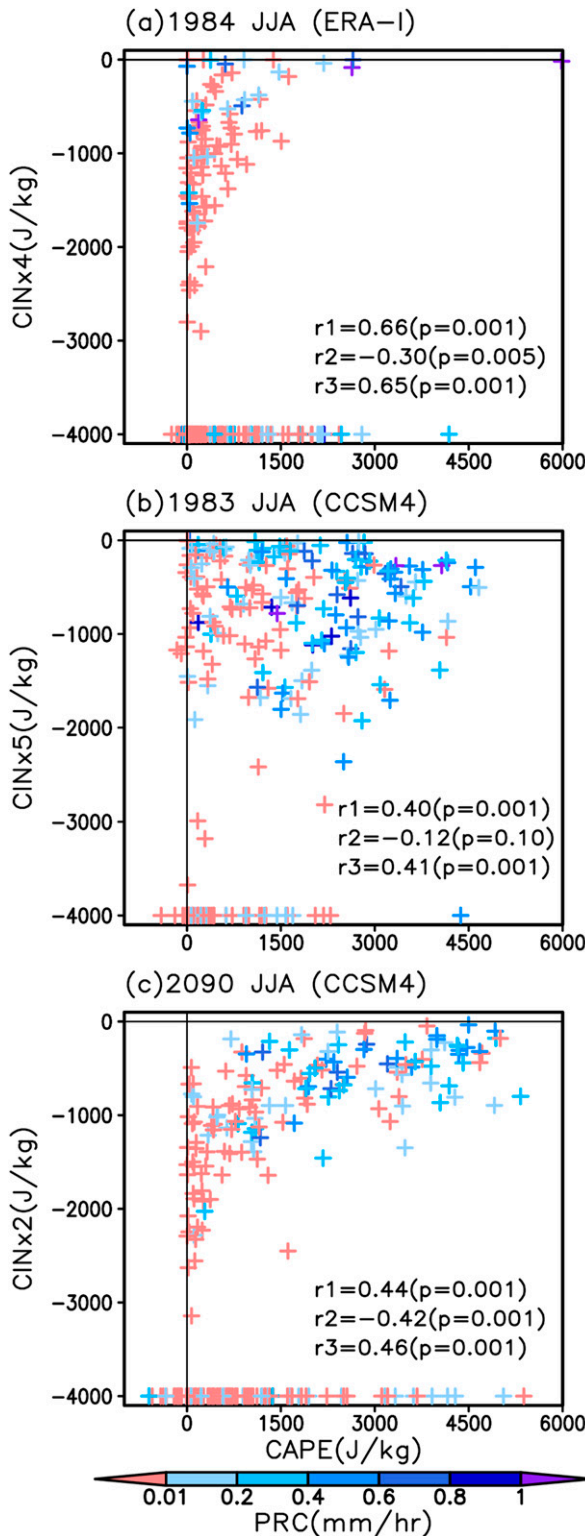 (a)1984 JJA (ERA−I)
0
−1000
−2000
−3000
−4000
CINx4(J/kg)
r1=0.66(p=0.001)
r2=−0.30(p=0.005)
r3=0.65(p=0.001)
0 1500 3000 4500 6000
(b)1983 JJA (CCSM4)
0
−1000
−2000
−3000
−4000
CINx5(J/kg)
r1=0.40(p=0.001)
r2=−0.12(p=0.10)
r3=0.41(p=0.001)
0 1500 3000 4500 6000
(c)2090 JJA (CCSM4)
0
−1000
−2000
−3000
−4000
CINx2(J/kg)
r1=0.44(p=0.001)
r2=−0.42(p=0.001)
r3=0.46(p=0.001)
0 1500 3000 4500 6000
CAPE(J/kg)
0.01 0.2 0.4 0.6 0.8 1
PRC(mm/hr)